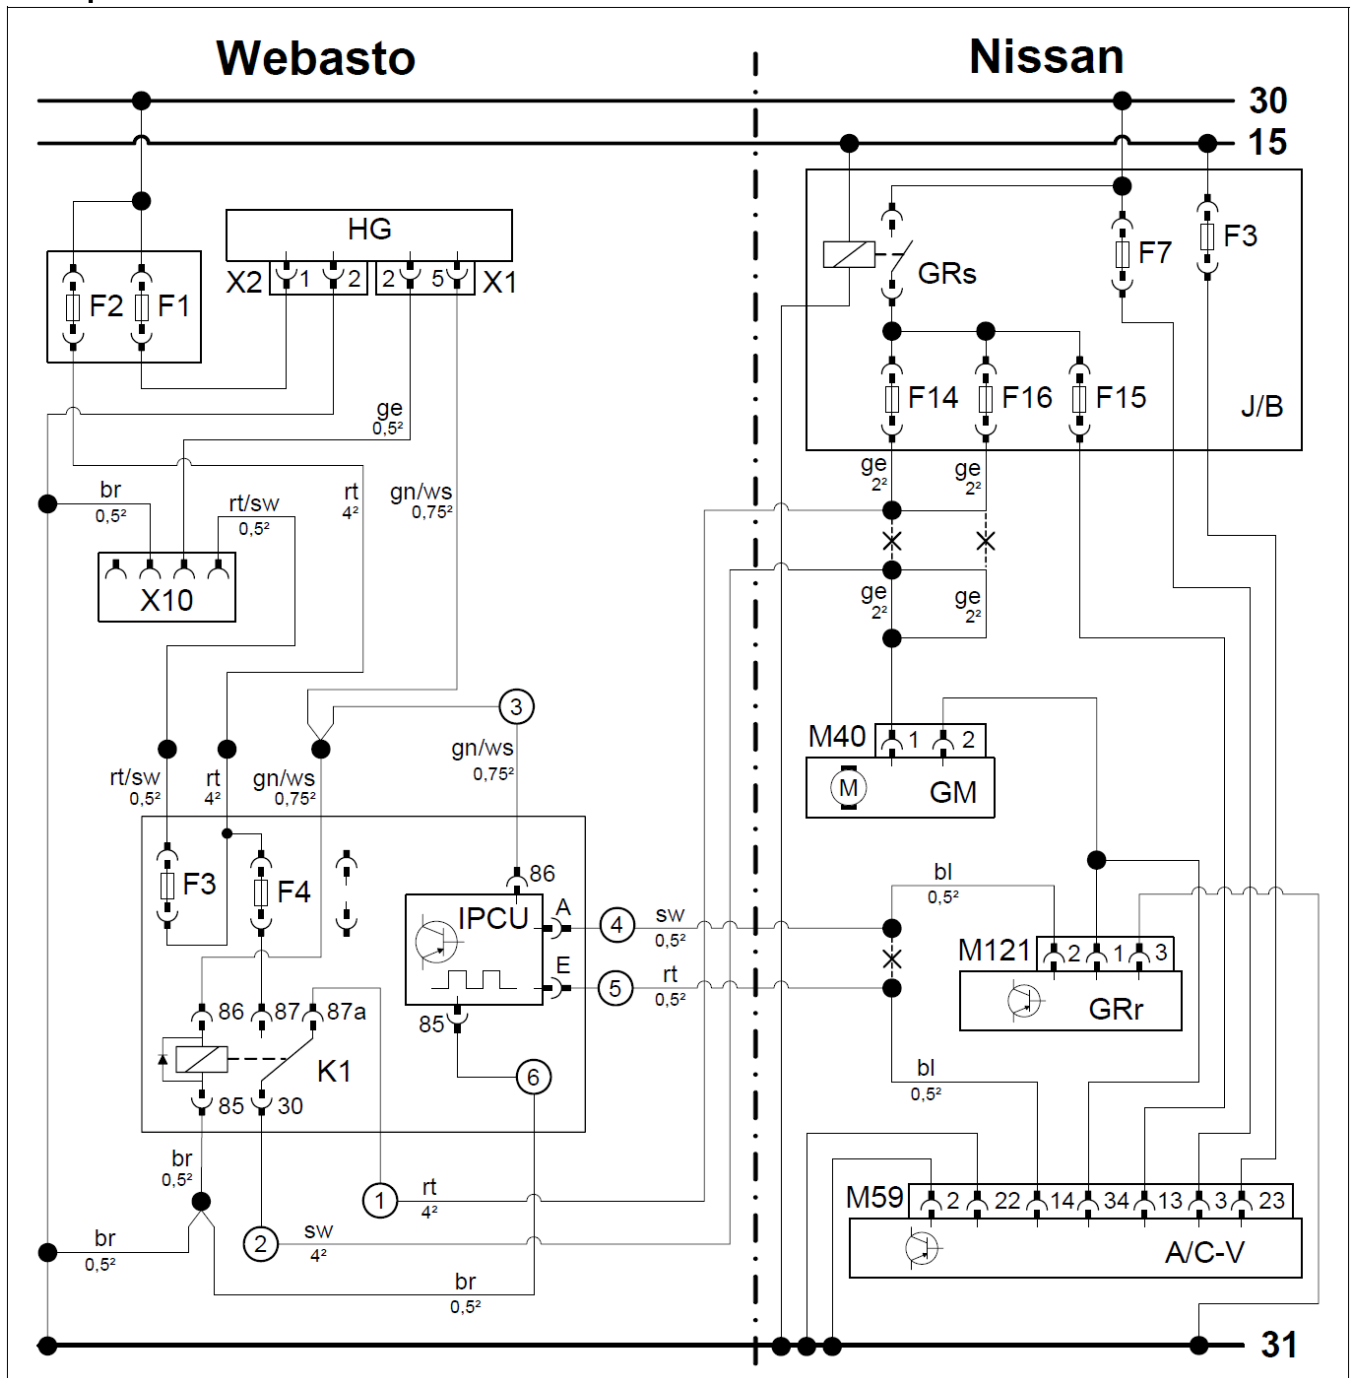 Webasto
Nissan
30
15
HG
X2
1
2
2
5
X1
F2
F1
F7
F3
GRs
F14
F16
F15
J/B
ge
0,5²
br
0,5²
rt/sw
0,5²
rt
4²
gn/ws
0,75²
ge
2²
ge
2²
X10
ge
2²
ge
2²
3
rt/sw
0,5²
rt
4²
gn/ws
0,75²
gn/ws
0,75²
M40
1
2
M
GM
F3
F4
86
IPCU
A
4
sw
0,5²
E
5
rt
0,5²
85
bl
0,5²
M121
2
1
3
GRr
86
87
87a
K1
85
30
6
bl
0,5²
br
0,5²
1
rt
4²
2
sw
4²
br
0,5²
br
0,5²
M59
2
22
14
34
13
3
23
A/C-V
31